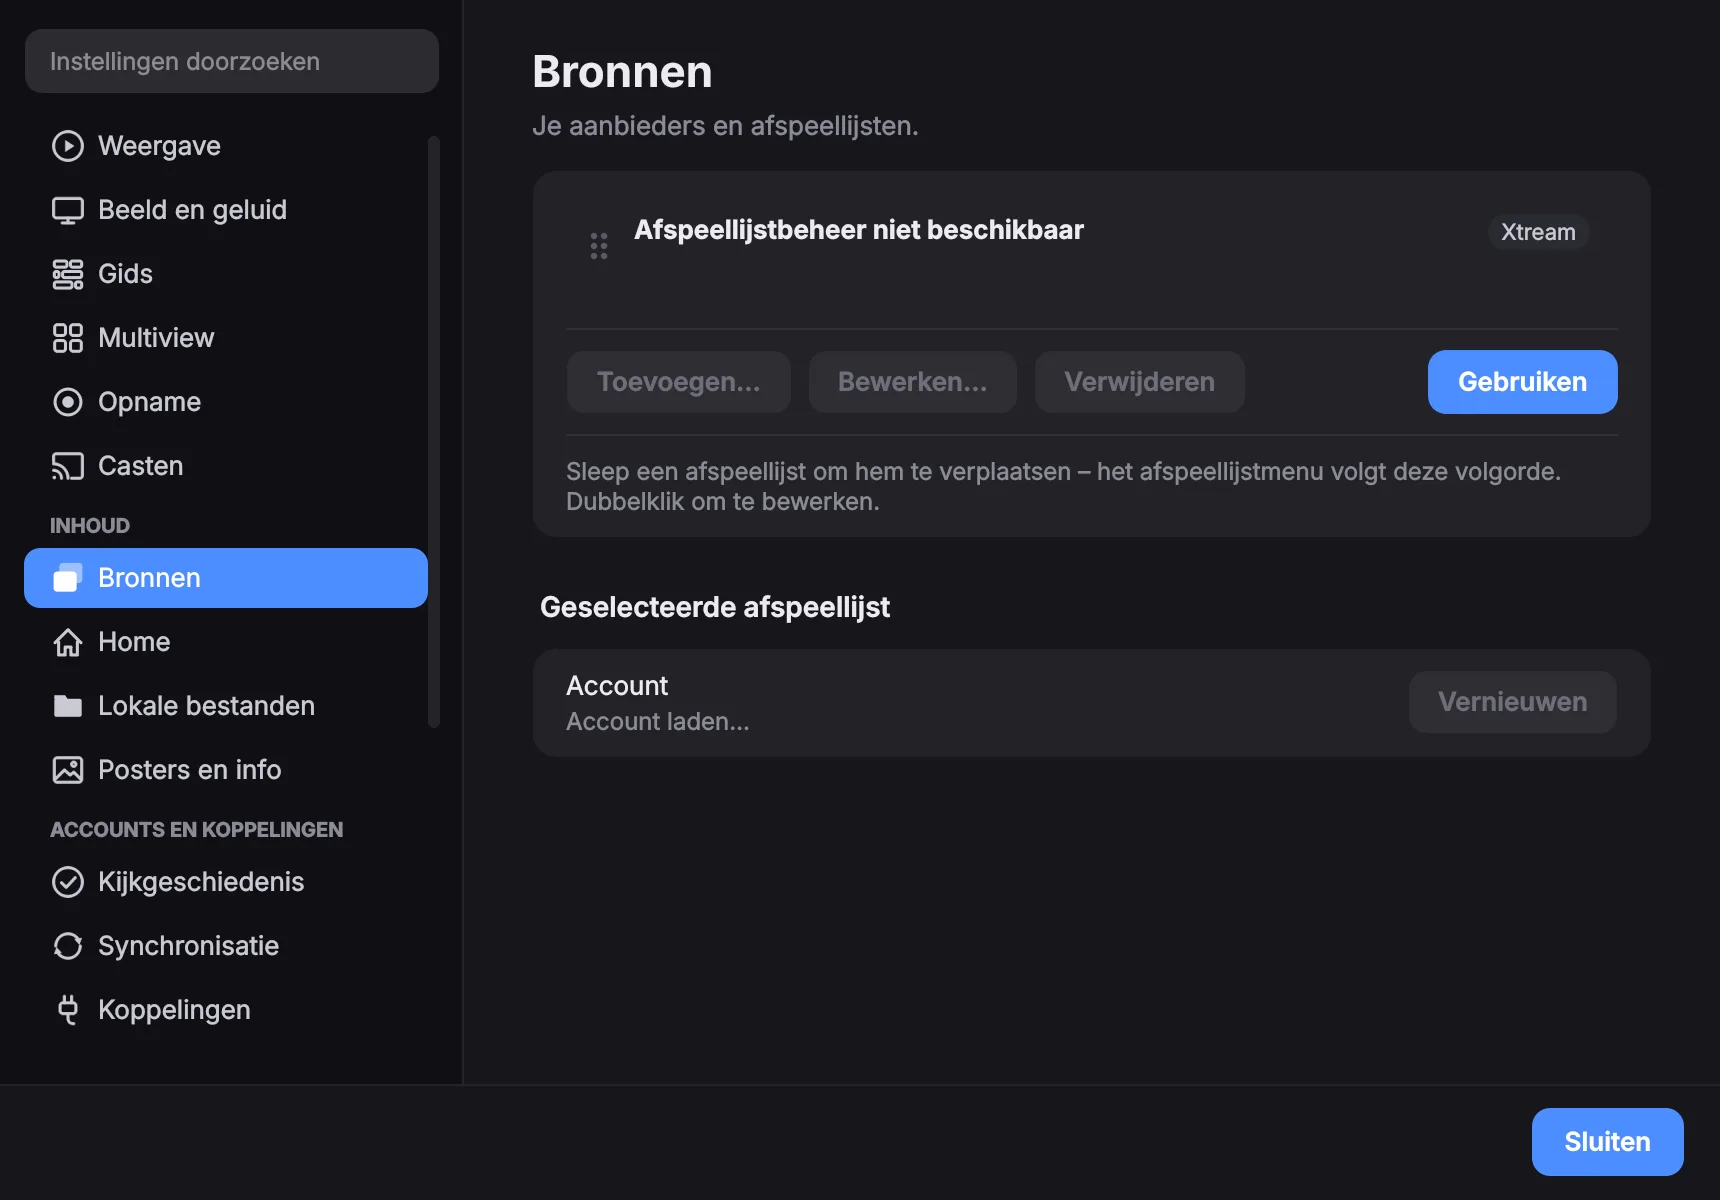 Instellingen doorzoeken
Weergave
Beeld en geluid
Gids
Multiview
Opname
Casten
INHOUD
Bronnen
Home
Lokale bestanden
Posters en info
ACCOUNTS EN KOPPELINGEN
Kijkgeschiedenis
Synchronisatie
Koppelingen
Bronnen
Je aanbieders en afspeellijsten.
Afspeellijstbeheer niet beschikbaar
Xtream
Toevoegen...
Bewerken...
Verwijderen
Gebruiken
Sleep een afspeellijst om hem te verplaatsen – het afspeellijstmenu volgt deze volgorde.
Dubbelklik om te bewerken.
Geselecteerde afspeellijst
Account
Account laden...
Vernieuwen
Sluiten